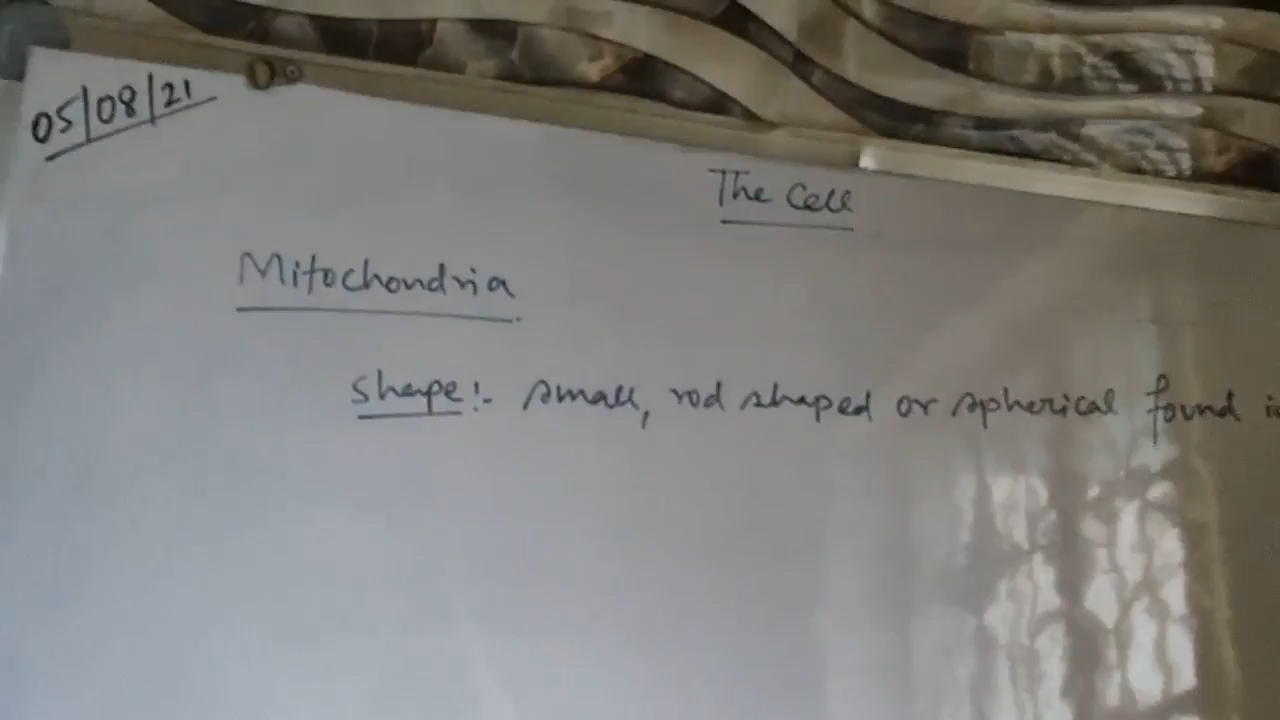 05/08/21
The Cell
Mitochondria
Shape:- small, rod shaped or spherical found